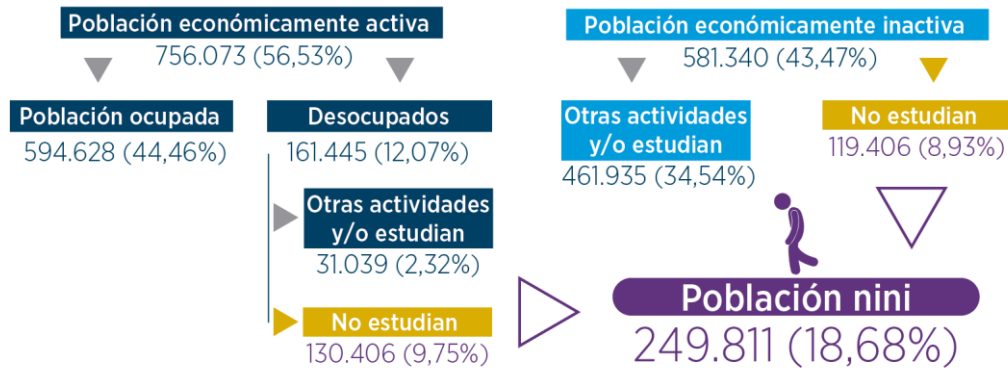 Población económicamente activa
756.073 (56,53%)
Población ocupada
594.628 (44,46%)
Desocupados
161.445 (12,07%)
Otras actividades
y/o estudian
31.039 (2,32%)
No estudian
130.406 (9,75%)
Población económicamente inactiva
581.340 (43,47%)
Otras actividades
y/o estudian
461.935 (34,54%)
No estudian
119.406 (8,93%)
Población nini
249.811 (18,68%)